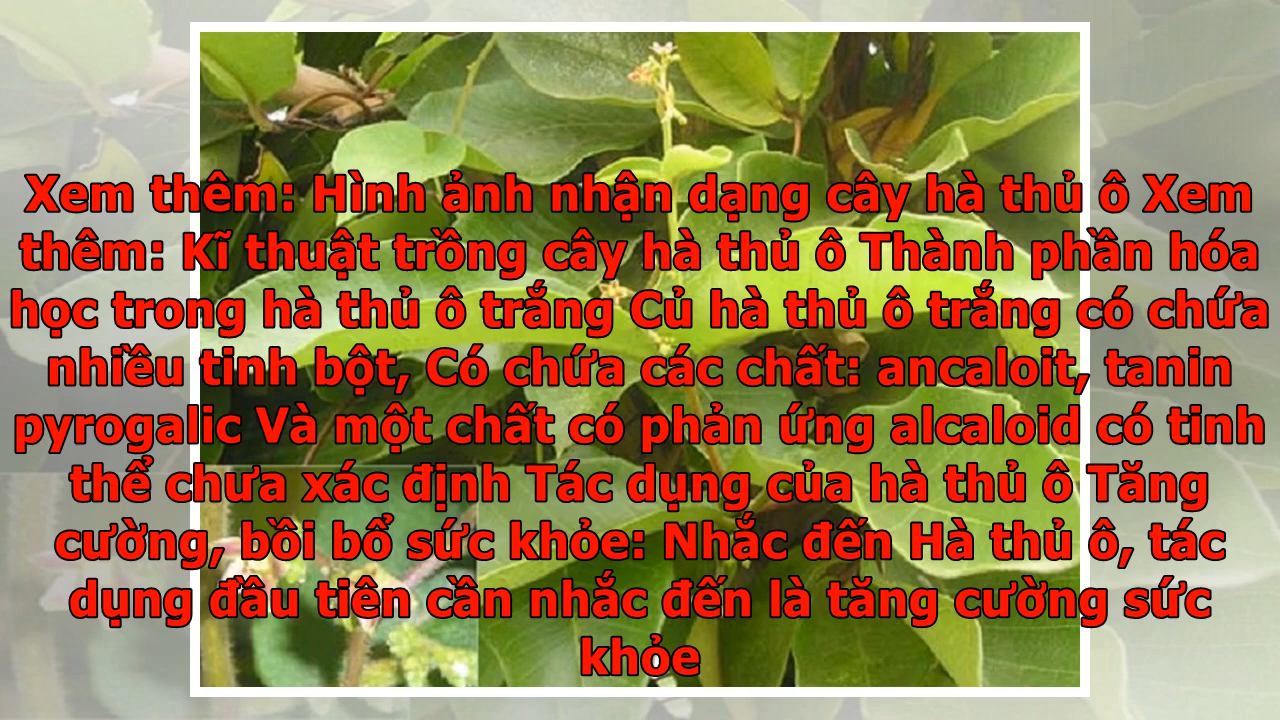 Xem thêm: Hình ảnh nhận dạng cây hà thủ ô Xem
thêm: Kĩ thuật trồng cây hà thủ ô Thành phần hóa
học trong hà thủ ô trắng Củ hà thủ ô trắng có chứa
nhiều tinh bột, Có chứa các chất: ancaloit, tanin
pyrogalic Và một chất có phản ứng alcaloid có tinh
thể chưa xác định Tác dụng của hà thủ ô Tăng
cường, bồi bổ sức khỏe: Nhắc đến Hà thủ ô, tác
dụng đầu tiên cần nhắc đến là tăng cường sức
khỏe